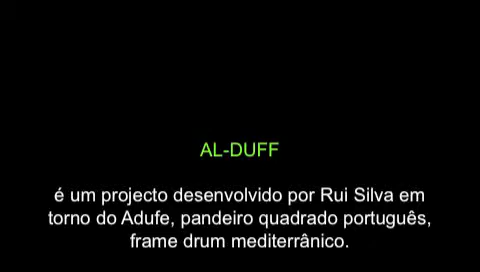 AL-DUFF
é um projecto desenvolvido por Rui Silva em
torno do Adufe, pandeiro quadrado português,
frame drum mediterrânico.